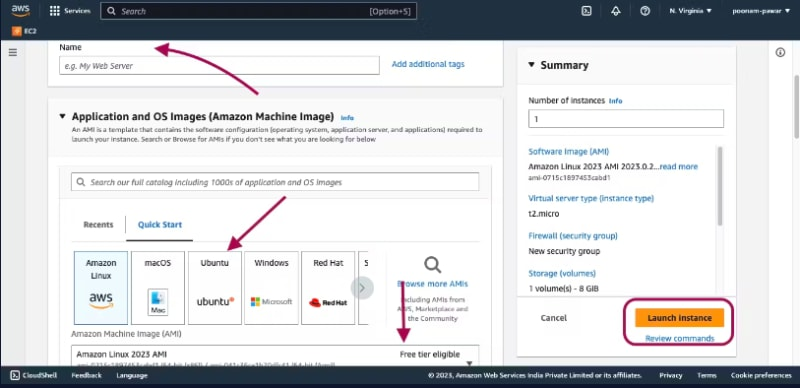 aws
Services
Search
[Option+S]
N. Virginia
poonam-pawar
EC2
Name
e.g. My Web Server
Add additional tags
Application and OS Images (Amazon Machine Image) Info
An AMI is a template that contains the software configuration (operating system, application server, and applications) required to
launch your instance. Search or Browse for AMIs if you don't see what you are looking for below
Search our full catalog including 1000s of application and OS images
Recents
Quick Start
Amazon
Linux
aws
macOS
Mac
Ubuntu
ubuntu
Windows
Microsoft
Red Hat
Red Hat
S
Browse more AMIs
Including AMIs from
AWS, Marketplace and
the Community
Amazon Machine Image (AMI)
Amazon Linux 2023 AMI
Free tier eligible
Summary
Number of instances Info
1
Software Image (AMI)
Amazon Linux 2023 AMI 2023.0.2...read more
ami-0715c1897453cabd1
Virtual server type (instance type)
t2.micro
Firewall (security group)
New security group
Storage (volumes)
1 volume(s) - 8 GiB
Cancel
Launch instance
Review commands
CloudShell
Feedback
Language
© 2023, Amazon Web Services India Private Limited or its affiliates.
Privacy
Terms
Cookie preferences